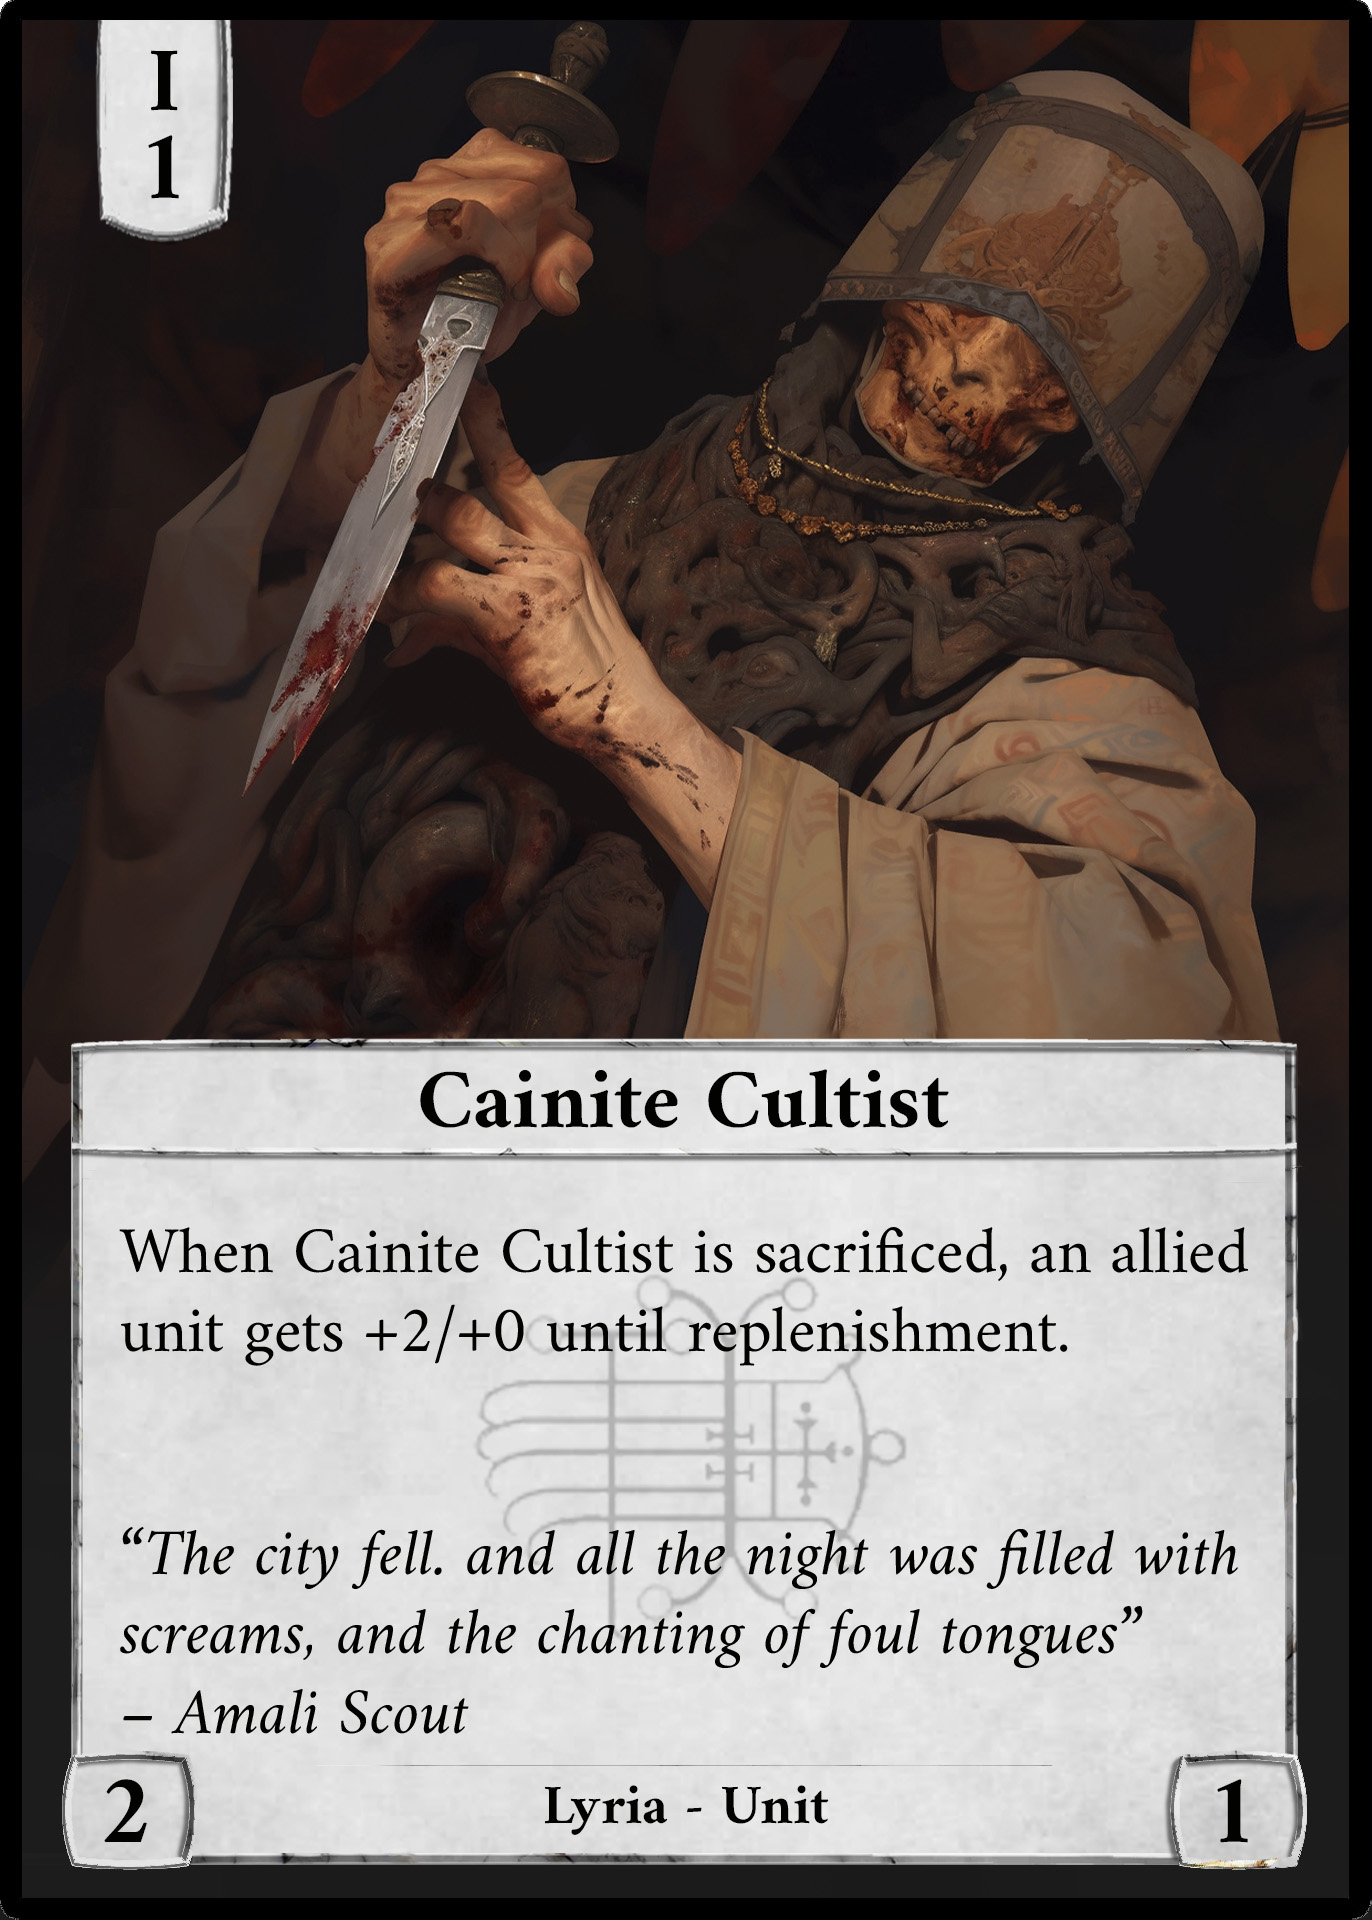 I
1
Cainite Cultist
When Cainite Cultist is sacrificed, an allied
unit gets +2/+0 until replenishment.
“The city fell. and all the night was filled with
screams, and the chanting of foul tongues”
– Amali Scout
2
Lyria - Unit
1